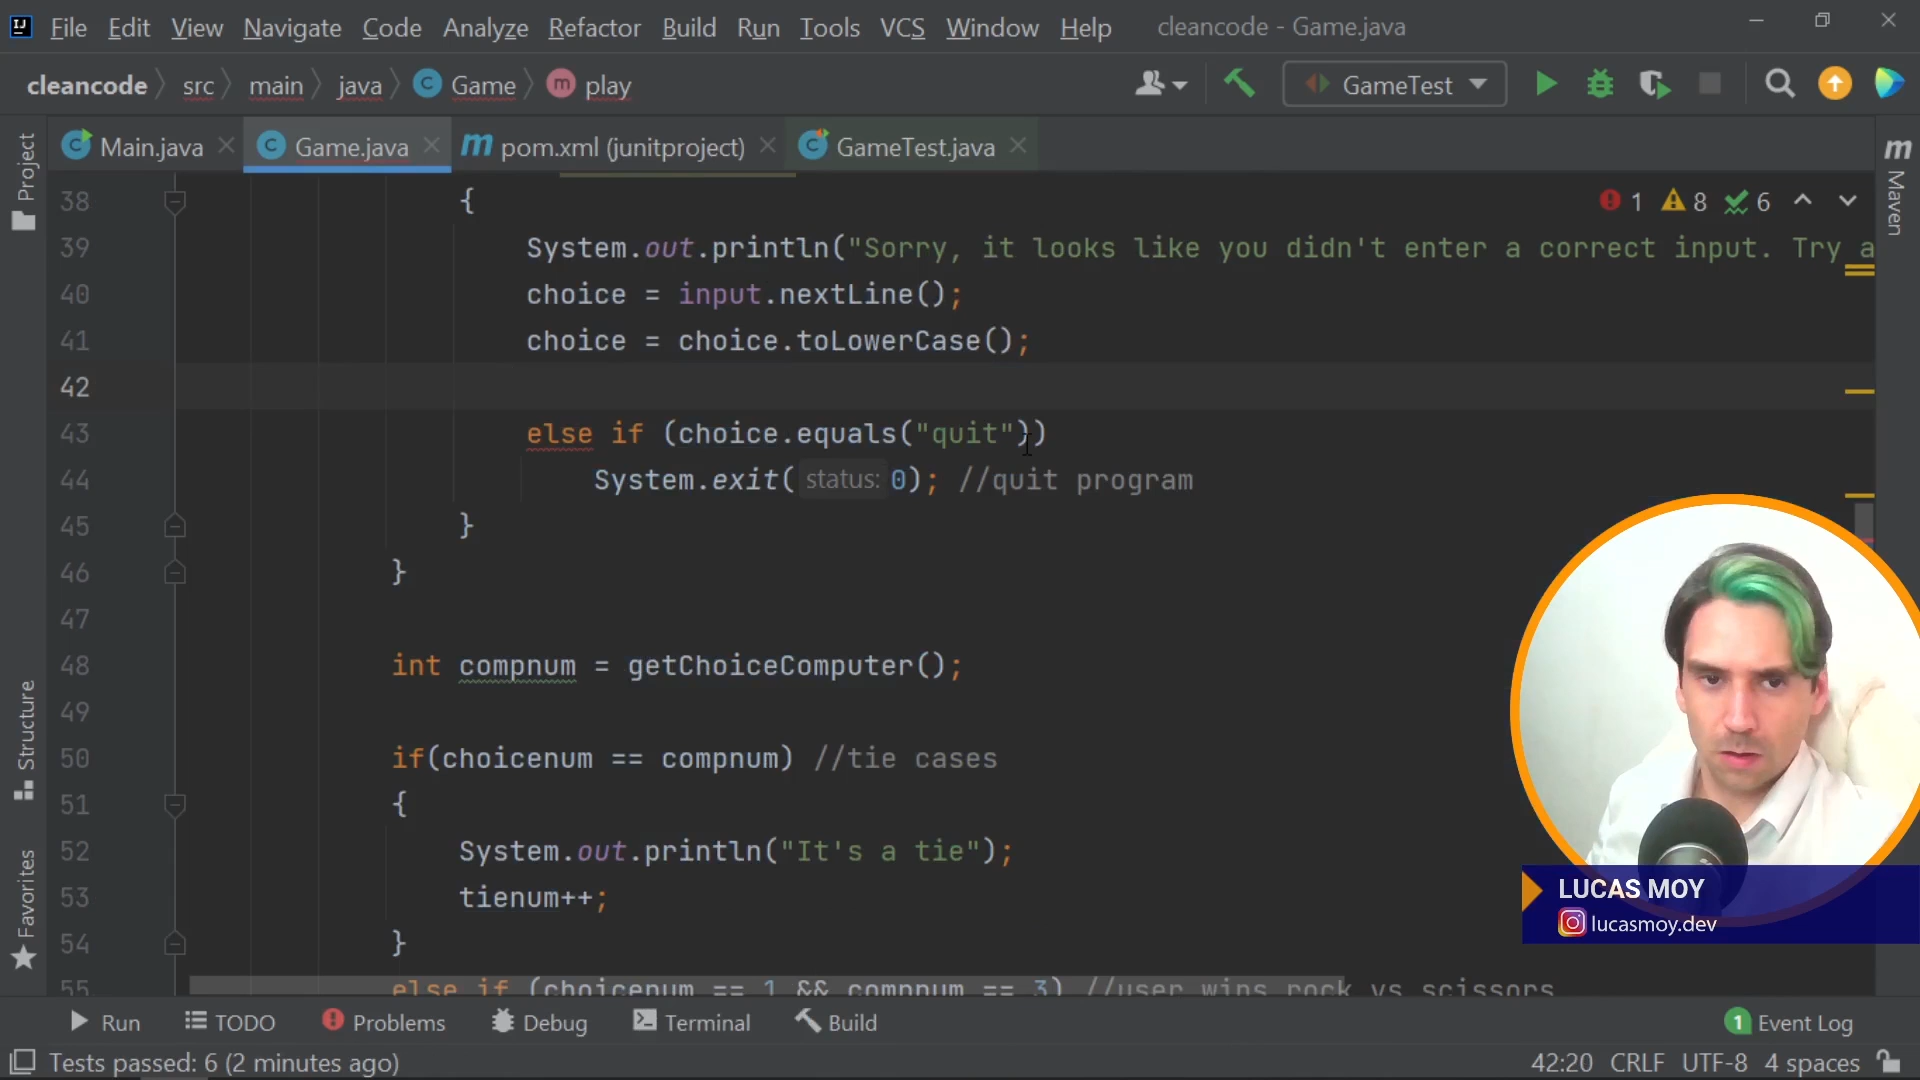 File Edit View Navigate Code Analyze Refactor Build Run Tools VCS Window Help cleancode - Game.java
cleancode src main java C Game m play GameTest
Main.java Game.java m pom.xml (junitproject) GameTest.java
Project
Structure
Favorites
m
Maven
1 8 6
38 {
39 System.out.println("Sorry, it looks like you didn't enter a correct input. Try a
40 choice = input.nextLine();
41 choice = choice.toLowerCase();
42
43 else if (choice.equals("quit"))
44 System.exit( status: 0); //quit program
45 }
46 }
47
48 int compnum = getChoiceComputer();
49
50 if(choicenum == compnum) //tie cases
51 {
52 System.out.println("It's a tie");
53 tienum++;
54 }
55 else if (choicenum == 1 && compnum == 3) //user wins rock vs scissors
LUCAS MOY
lucasmoy.dev
Run TODO Problems Debug Terminal Build 1 Event Log
Tests passed: 6 (2 minutes ago) 42:20 CRLF UTF-8 4 spaces